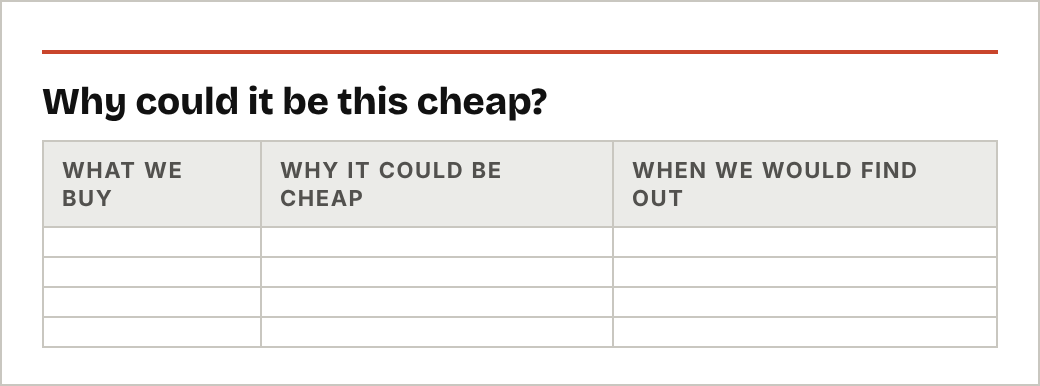 Why could it be this cheap?
WHAT WE
BUY
WHY IT COULD BE
CHEAP
WHEN WE WOULD FIND
OUT